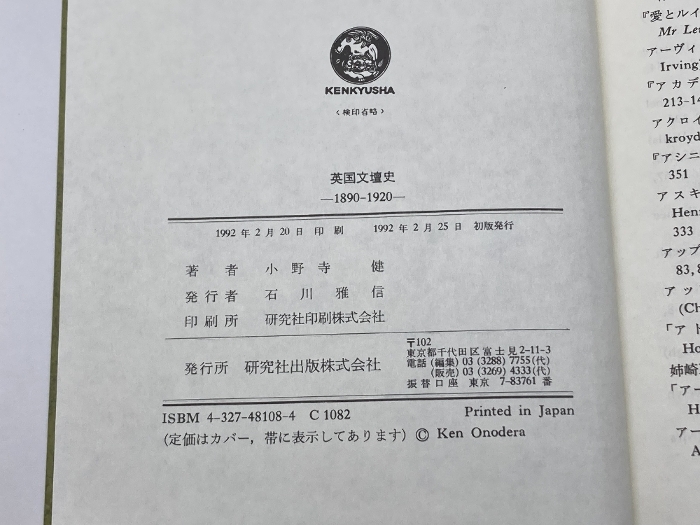 KENKYUSHA
〈検印省略〉
英国文壇史
—1890–1920—
1992年2月20日 印刷 1992年2月25日 初版発行
著者 小野寺 健
発行者 石川雅信
印刷所 研究社印刷株式会社
発行所 研究社出版株式会社
〒102
東京都千代田区富士見2–11–3
電話(編集)03(3288)7755(代)
(販売)03(3269)4333(代)
振替口座 東京 7–83761番
ISBM 4–327–48108–4 C 1082 Printed in Japan
(定価はカバー,帯に表示してあります) © Ken Onodera
『愛とルイ
Mr Le
アーヴィ
Irving
『アカデ
213-14
アクロイ
kroyd
『アシニ
351
アスキ
Hen
333
アップ
83, 8
アッ
(Ch
「アト
Ho
姉崎
「アー
H
アー
A